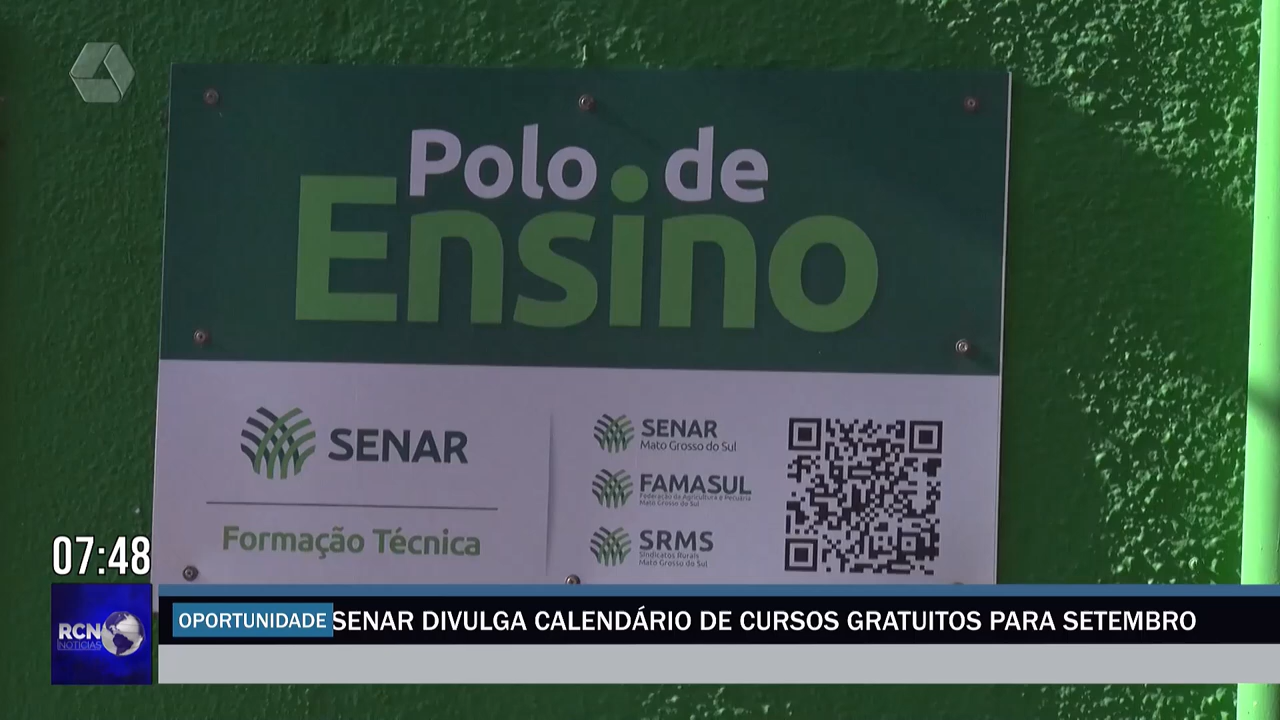 Polo de
Ensino
SENAR
Formação Técnica
SENAR
Mato Grosso do Sul
FAMASUL
Federação da Agricultura e Pecuária
Mato Grosso do Sul
SRMS
Sindicatos Rurais
Mato Grosso do Sul
07:48
RCN
NOTÍCIAS
OPORTUNIDADE SENAR DIVULGA CALENDÁRIO DE CURSOS GRATUITOS PARA SETEMBRO